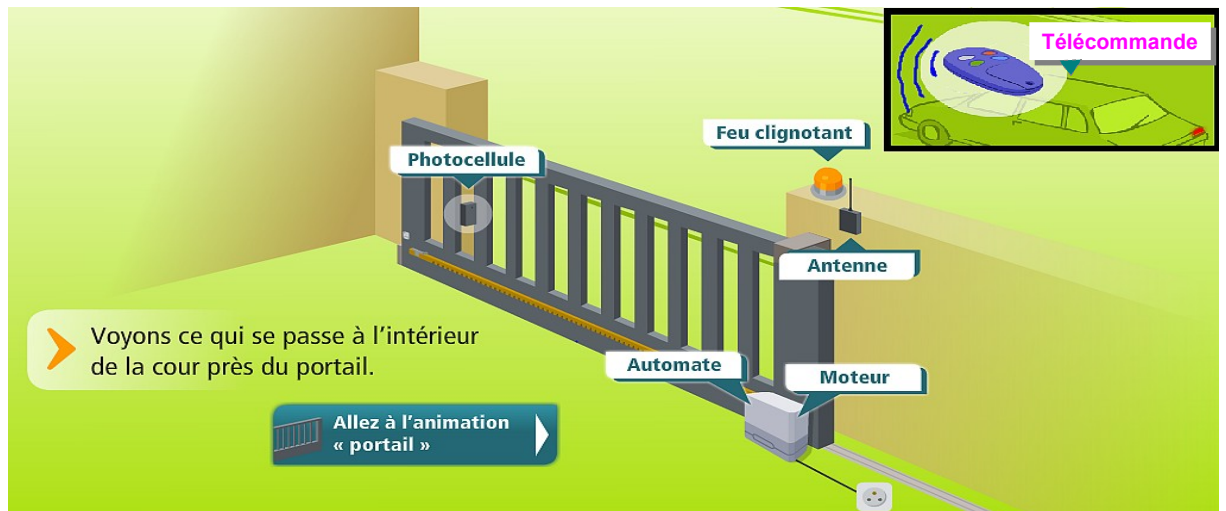 Télécommande
Feu clignotant
Photocellule
Antenne
Voyons ce qui se passe à l’intérieur
de la cour près du portail.
Automate
Moteur
Allez à l’animation
« portail »